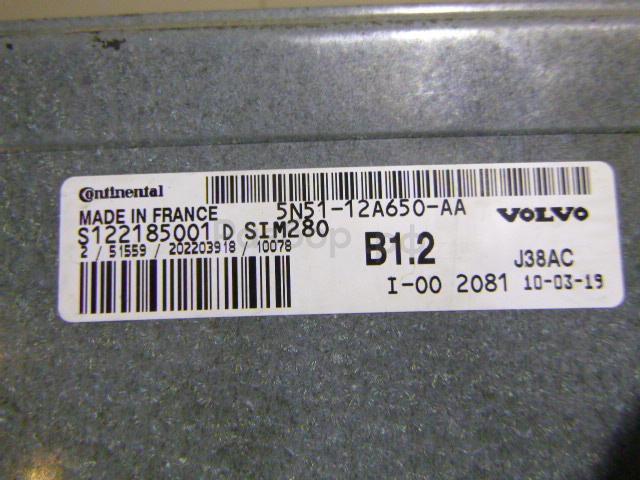 Continental
5N51-12A650-AA
MADE IN FRANCE
VOLVO
S122185001 D SIM280
2 / 51559 / 202203918 / 10078
B1.2
J38AC
I-00 2081 10-03-19